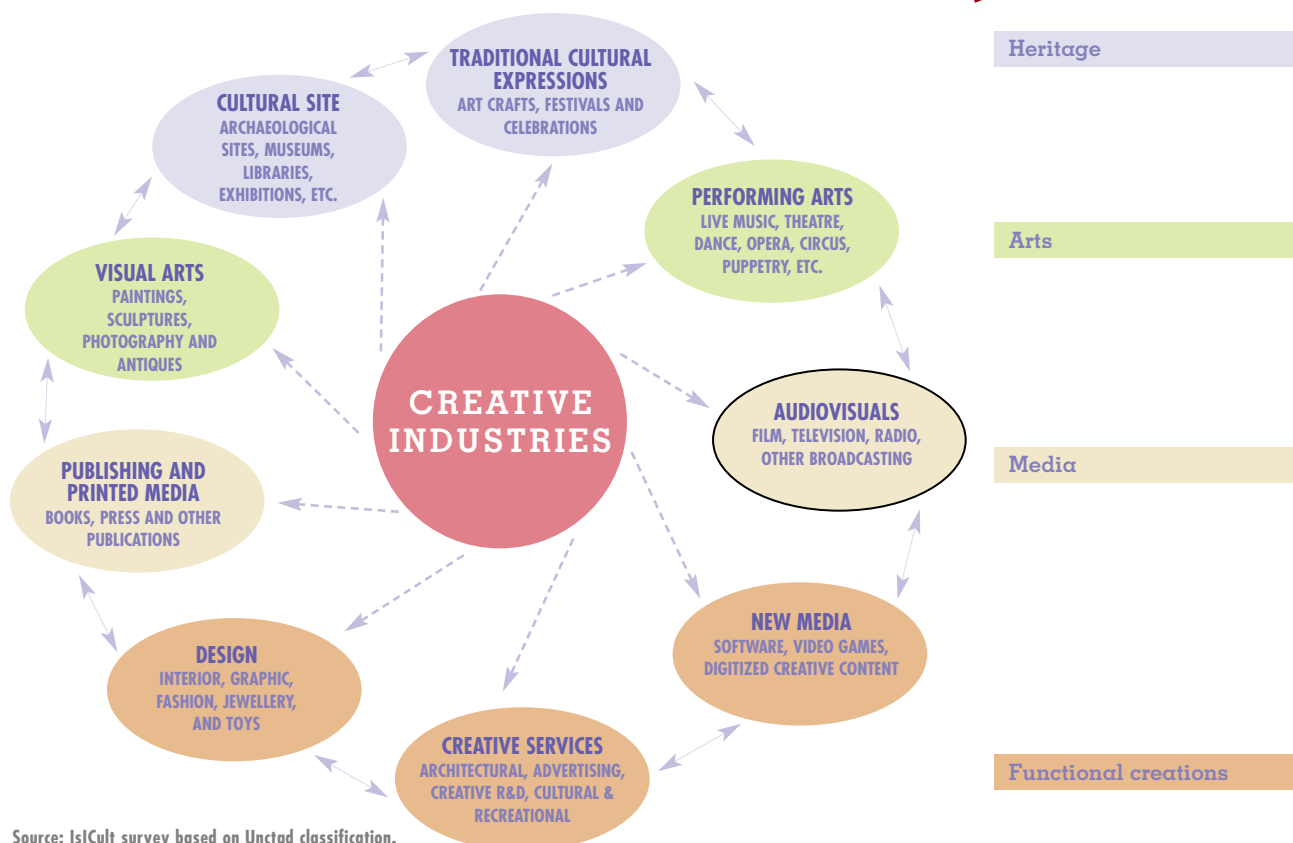 TRADITIONAL CULTURAL
EXPRESSIONS
ART CRAFTS, FESTIVALS AND
CELEBRATIONS
CULTURAL SITE
ARCHAEOLOGICAL
SITES, MUSEUMS,
LIBRARIES,
EXHIBITIONS, ETC.
PERFORMING ARTS
LIVE MUSIC, THEATRE,
DANCE, OPERA, CIRCUS,
PUPPETRY, ETC.
VISUAL ARTS
PAINTINGS,
SCULPTURES,
PHOTOGRAPHY AND
ANTIQUES
CREATIVE
INDUSTRIES
AUDIOVISUALS
FILM, TELEVISION, RADIO,
OTHER BROADCASTING
PUBLISHING AND
PRINTED MEDIA
BOOKS, PRESS AND OTHER
PUBLICATIONS
NEW MEDIA
SOFTWARE, VIDEO GAMES,
DIGITIZED CREATIVE CONTENT
DESIGN
INTERIOR, GRAPHIC,
FASHION, JEWELLERY,
AND TOYS
CREATIVE SERVICES
ARCHITECTURAL, ADVERTISING,
CREATIVE R&D, CULTURAL &
RECREATIONAL
Heritage
Arts
Media
Functional creations
Source: IsICult survey based on Unctad classification.